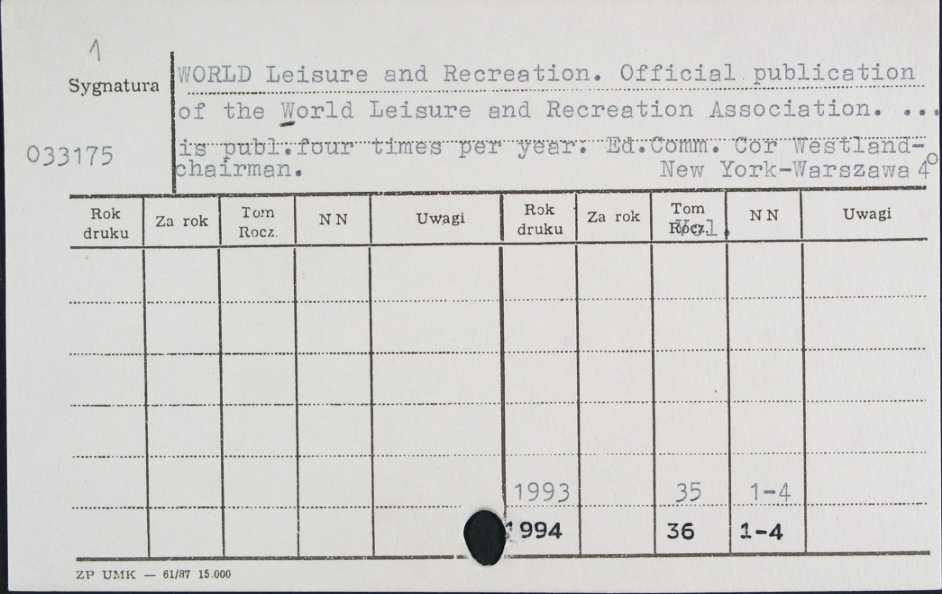 1
Sygnatura
033175
WORLD Leisure and Recreation. Official publication
of the World Leisure and Recreation Association. ...
is publ.four times per year. Ed.Comm. Cor Westland-
chairman. New York-Warszawa 4°
Rok druku Za rok Tom Rocz. N N Uwagi Rok druku Za rok Tom Rocz. Vol. N N Uwagi
1993 35 1-4
1994 36 1-4
ZP UMK — 61/87 15.000